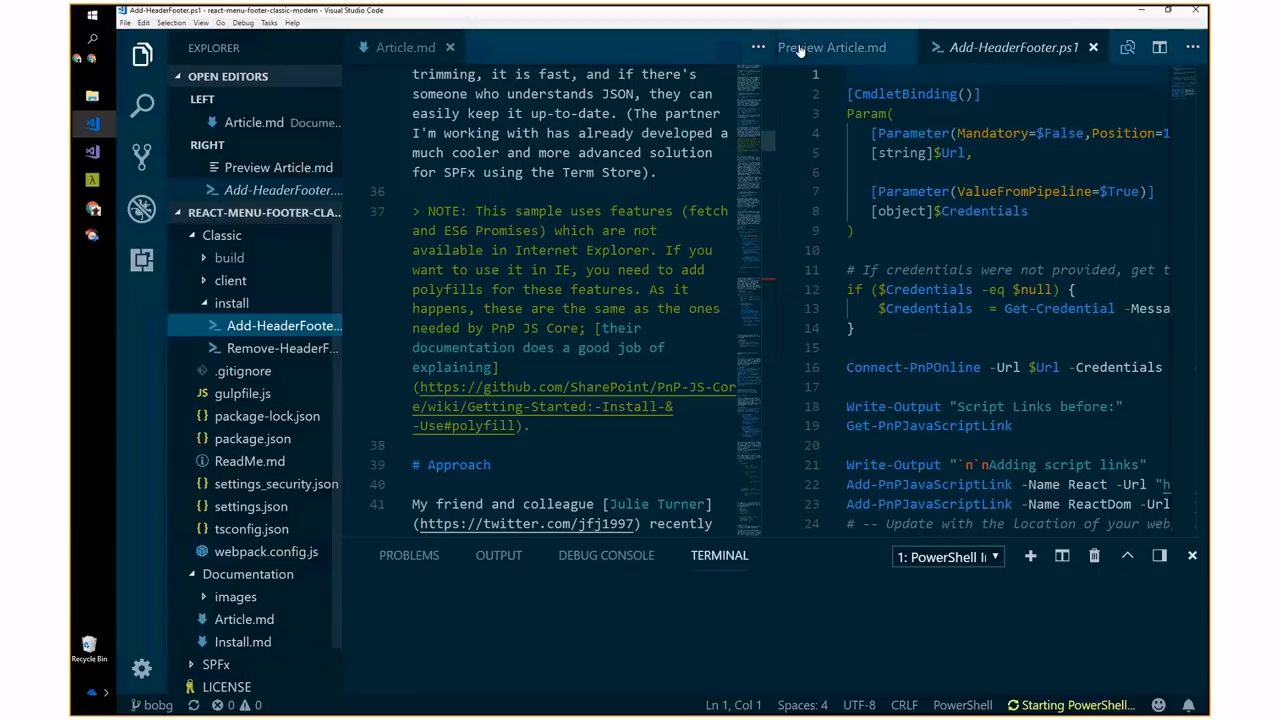 Add-HeaderFooter.ps1 - react-menu-footer-classic-modern - Visual Studio Code
File Edit Selection View Go Debug Tasks Help
EXPLORER
OPEN EDITORS
LEFT
Article.md Docume...
RIGHT
Preview Article.md
Add-HeaderFooter...
REACT-MENU-FOOTER-CLA...
Classic
build
client
install
Add-HeaderFoote...
Remove-HeaderF...
.gitignore
gulpfile.js
package-lock.json
package.json
ReadMe.md
settings_security.json
settings.json
tsconfig.json
webpack.config.js
Documentation
images
Article.md
Install.md
SPFx
LICENSE
Recycle Bin
Article.md
trimming, it is fast, and if there's
someone who understands JSON, they can
easily keep it up-to-date. (The partner
I'm working with has already developed a
much cooler and more advanced solution
for SPFx using the Term Store).
36
37 > NOTE: This sample uses features (fetch
and ES6 Promises) which are not
available in Internet Explorer. If you
want to use it in IE, you need to add
polyfills for these features. As it
happens, these are the same as the ones
needed by PnP JS Core; [their
documentation does a good job of
explaining]
(https://github.com/SharePoint/PnP-JS-Cor
e/wiki/Getting-Started:-Install-&
-Use#polyfill).
38
39 # Approach
40
41 My friend and colleague [Julie Turner]
(https://twitter.com/jfj1997) recently
Preview Article.md
Add-HeaderFooter.ps1
1
2 [CmdletBinding()]
3 Param(
4 [Parameter(Mandatory=$False,Position=1
5 [string]$Url,
6
7 [Parameter(ValueFromPipeline=$True)]
8 [object]$Credentials
9 )
10
11 # If credentials were not provided, get t
12 if ($Credentials -eq $null) {
13 $Credentials = Get-Credential -Messa
14 }
15
16 Connect-PnPOnline -Url $Url -Credentials
17
18 Write-Output "Script Links before:"
19 Get-PnPJavaScriptLink
20
21 Write-Output "`n`nAdding script links"
22 Add-PnPJavaScriptLink -Name React -Url "h
23 Add-PnPJavaScriptLink -Name ReactDom -Url
24 # -- Update with the location of your web
PROBLEMS OUTPUT DEBUG CONSOLE TERMINAL
1: PowerShell I
bobg 0 0
Ln 1, Col 1 Spaces: 4 UTF-8 CRLF PowerShell Starting PowerShell...